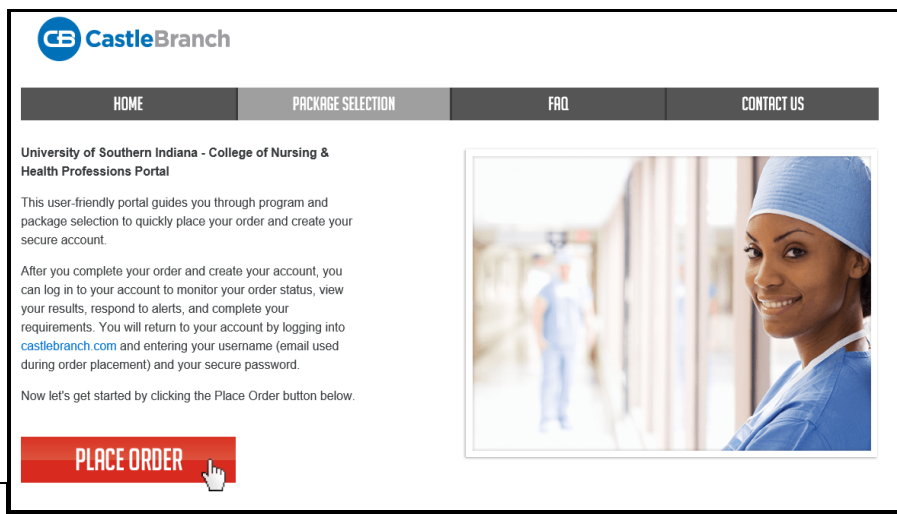 CB CastleBranch
HOME PACKAGE SELECTION FAQ CONTACT US
University of Southern Indiana - College of Nursing &
Health Professions Portal
This user-friendly portal guides you through program and
package selection to quickly place your order and create your
secure account.
After you complete your order and create your account, you
can log in to your account to monitor your order status, view
your results, respond to alerts, and complete your
requirements. You will return to your account by logging into
castlebranch.com and entering your username (email used
during order placement) and your secure password.
Now let's get started by clicking the Place Order button below.
PLACE ORDER